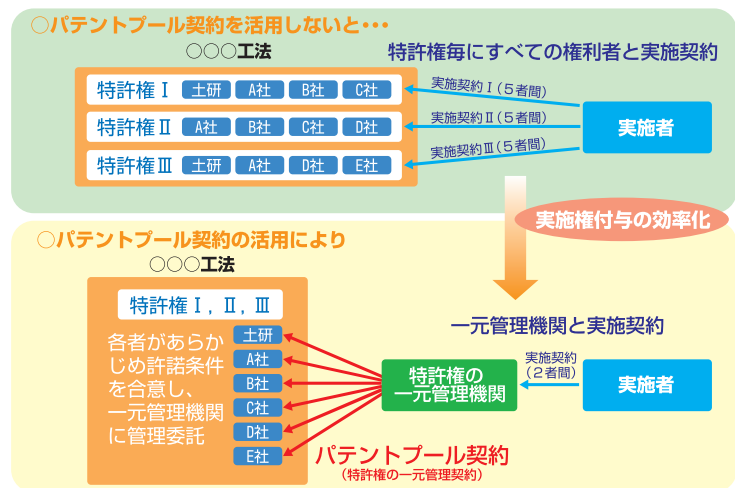 ○パテントプール契約を活用しないと・・・
○○○工法
特許権毎にすべての権利者と実施契約
特許権Ⅰ 土研 A社 B社 C社
実施契約Ⅰ(5者間)
特許権Ⅱ A社 B社 C社 D社
実施契約Ⅱ(5者間)
特許権Ⅲ 土研 A社 D社 E社
実施契約Ⅲ(5者間)
実施者
実施権付与の効率化
○パテントプール契約の活用により
○○○工法
一元管理機関と実施契約
特許権Ⅰ,Ⅱ,Ⅲ
各者があらか
じめ許諾条件
を合意し、
一元管理機関
に管理委託
土研
A社
B社
C社
D社
E社
特許権の
一元管理機関
実施契約
(2者間)
実施者
パテントプール契約
(特許権の一元管理契約)